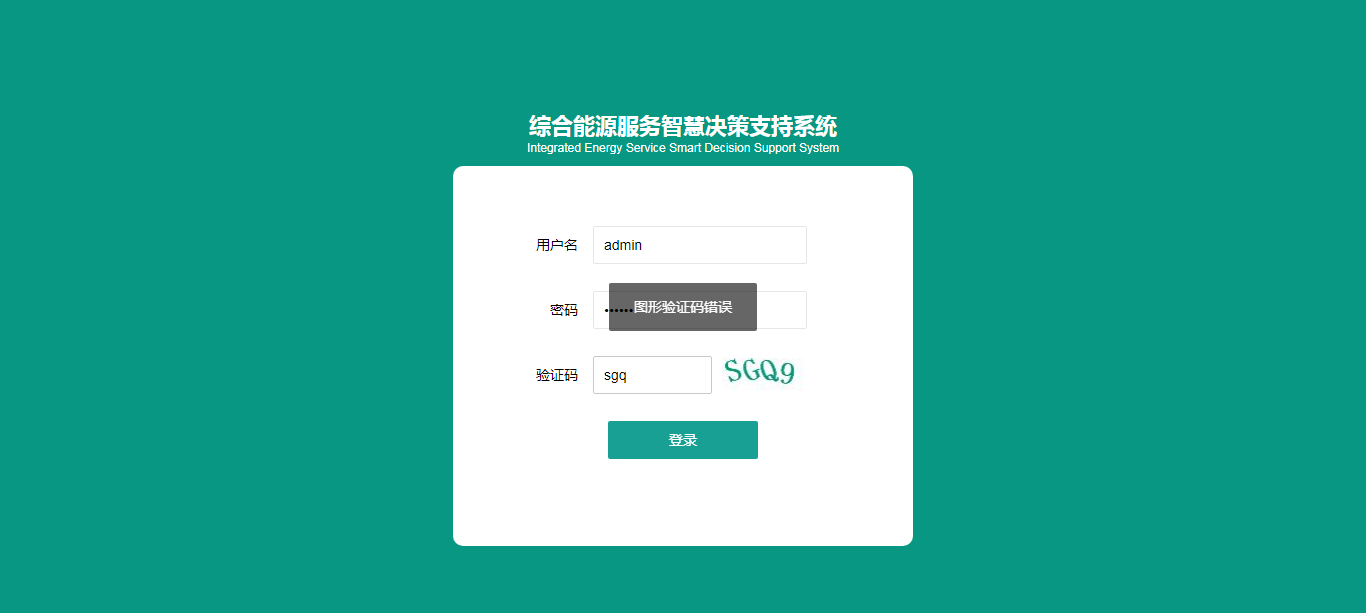 综合能源服务智慧决策支持系统
Integrated Energy Service Smart Decision Support System
用户名 admin
密码 •••••• 图形验证码错误
验证码 sgq SGQ9
登录